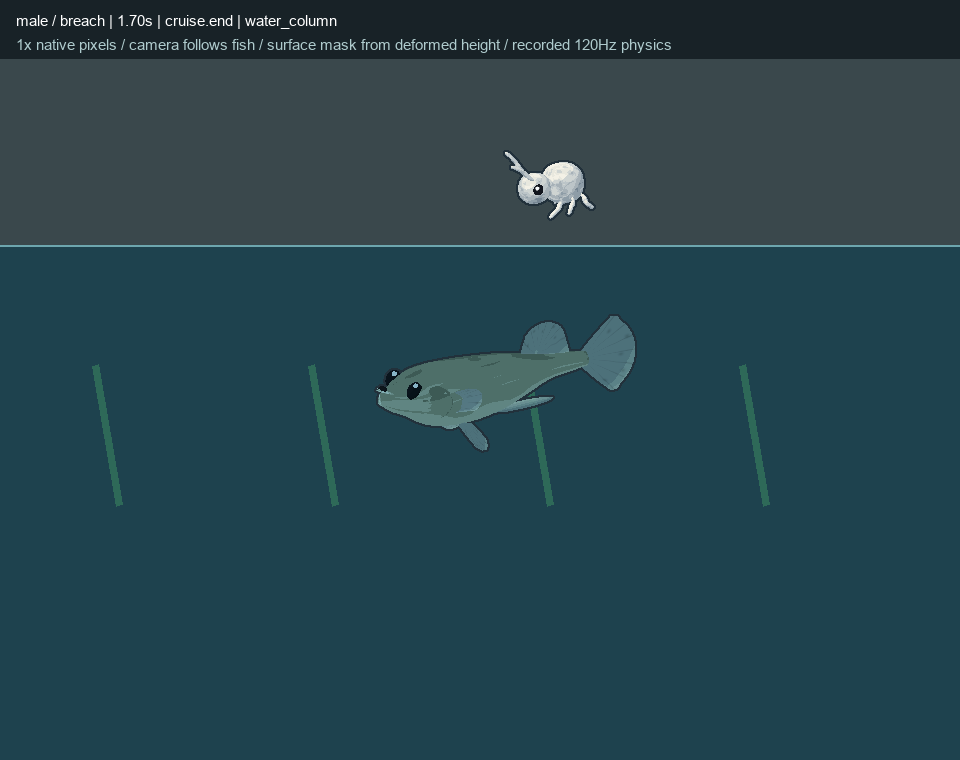 male / breach | 1.70s | cruise.end | water_column
1x native pixels / camera follows fish / surface mask from deformed height / recorded 120Hz physics